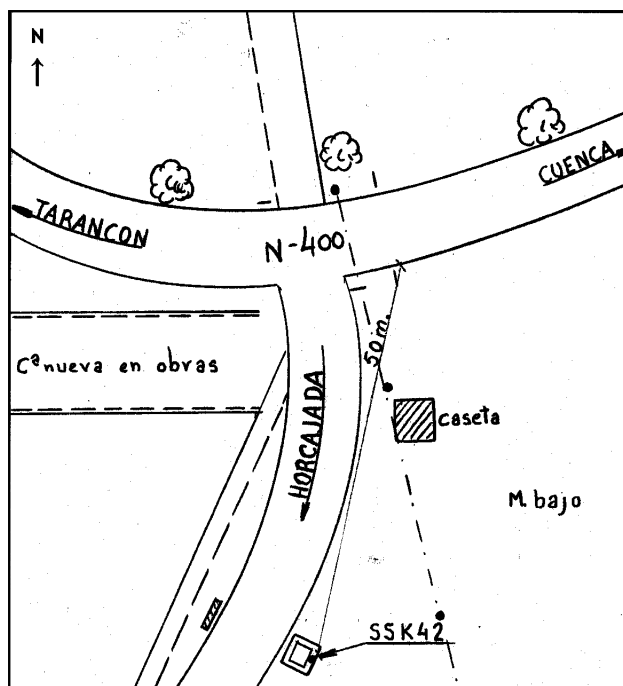 N
CUENCA
TARANCON
N-400
50 m.
Cª nueva en obras
caseta
HORCAJADA
M. bajo
SSK42